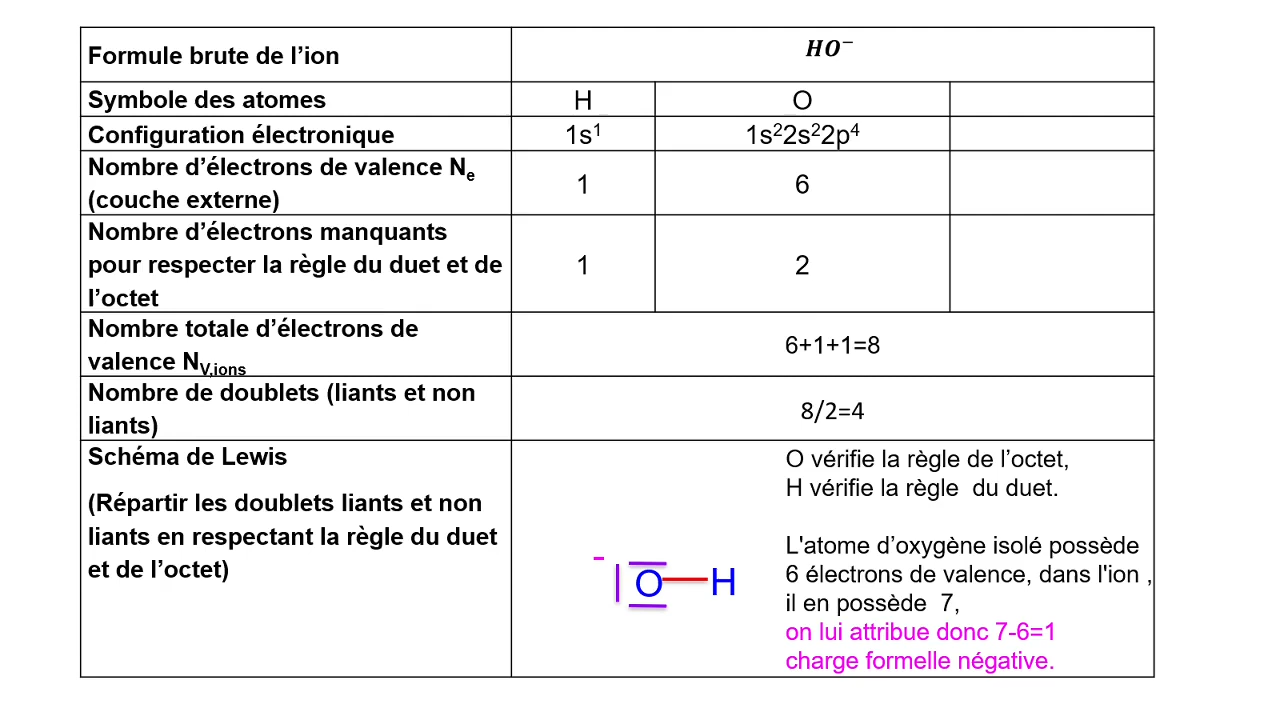 Formule brute de l’ion
HO⁻
Symbole des atomes
H
O
Configuration électronique
1s¹
1s²2s²2p⁴
Nombre d’électrons de valence Nₑ
(couche externe)
1
6
Nombre d’électrons manquants
pour respecter la règle du duet et de
l’octet
1
2
Nombre totale d’électrons de
valence N_V,ions
6+1+1=8
Nombre de doublets (liants et non
liants)
8/2=4
Schéma de Lewis
(Répartir les doublets liants et non
liants en respectant la règle du duet
et de l’octet)
-
O H
O vérifie la règle de l’octet,
H vérifie la règle du duet.
L'atome d’oxygène isolé possède
6 électrons de valence, dans l'ion ,
il en possède 7,
on lui attribue donc 7-6=1
charge formelle négative.